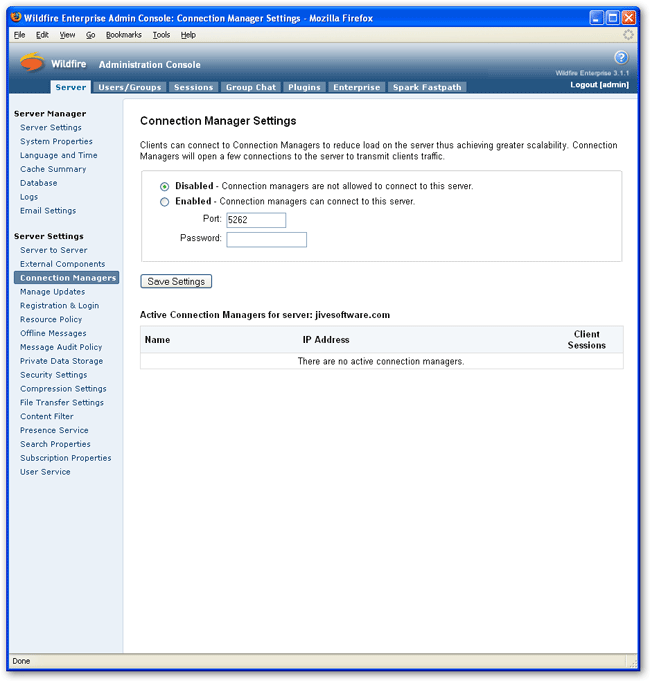 Wildfire Enterprise Admin Console: Connection Manager Settings - Mozilla Firefox
File Edit View Go Bookmarks Tools Help
Wildfire Administration Console
?
Wildfire Enterprise 3.1.1
Logout [admin]
Server Users/Groups Sessions Group Chat Plugins Enterprise Spark Fastpath
Server Manager
Server Settings
System Properties
Language and Time
Cache Summary
Database
Logs
Email Settings
Server Settings
Server to Server
External Components
Connection Managers
Manage Updates
Registration & Login
Resource Policy
Offline Messages
Message Audit Policy
Private Data Storage
Security Settings
Compression Settings
File Transfer Settings
Content Filter
Presence Service
Search Properties
Subscription Properties
User Service
Connection Manager Settings
Clients can connect to Connection Managers to reduce load on the server thus achieving greater scalability. Connection
Managers will open a few connections to the server to transmit clients traffic.
Disabled - Connection managers are not allowed to connect to this server.
Enabled - Connection managers can connect to this server.
Port: 5262
Password:
Save Settings
Active Connection Managers for server: jivesoftware.com
Name IP Address Client Sessions
There are no active connection managers.
Done